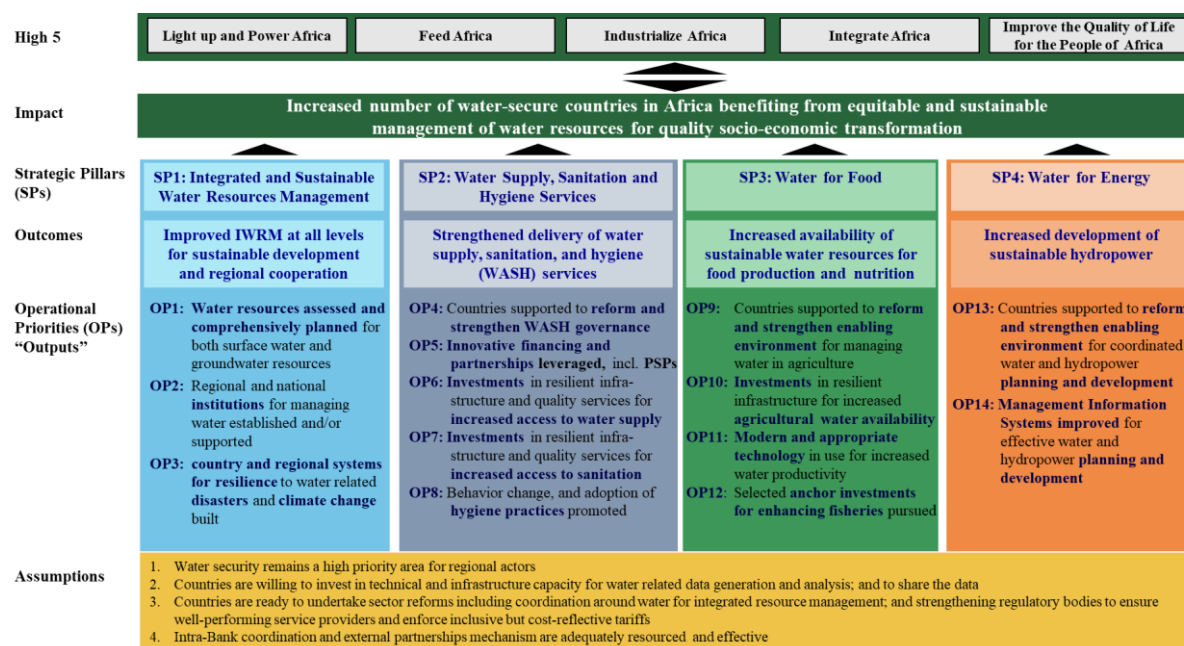 High 5
Light up and Power Africa
Feed Africa
Industrialize Africa
Integrate Africa
Improve the Quality of Life
for the People of Africa
Impact
Increased number of water-secure countries in Africa benefiting from equitable and sustainable
management of water resources for quality socio-economic transformation
Strategic Pillars
(SPs)
SP1: Integrated and Sustainable
Water Resources Management
SP2: Water Supply, Sanitation and
Hygiene Services
SP3: Water for Food
SP4: Water for Energy
Outcomes
Improved IWRM at all levels
for sustainable development
and regional cooperation
Strengthened delivery of water
supply, sanitation, and hygiene
(WASH) services
Increased availability of
sustainable water resources for
food production and nutrition
Increased development of
sustainable hydropower
Operational
Priorities (OPs)
“Outputs”
OP1: Water resources assessed and
comprehensively planned for
both surface water and
groundwater resources
OP2: Regional and national
institutions for managing
water established and/or
supported
OP3: country and regional systems
for resilience to water related
disasters and climate change
built
OP4: Countries supported to reform and
strengthen WASH governance
OP5: Innovative financing and
partnerships leveraged, incl. PSPs
OP6: Investments in resilient infra-
structure and quality services for
increased access to water supply
OP7: Investments in resilient infra-
structure and quality services for
increased access to sanitation
OP8: Behavior change, and adoption of
hygiene practices promoted
OP9: Countries supported to reform
and strengthen enabling
environment for managing
water in agriculture
OP10: Investments in resilient
infrastructure for increased
agricultural water availability
OP11: Modern and appropriate
technology in use for increased
water productivity
OP12: Selected anchor investments
for enhancing fisheries pursued
OP13: Countries supported to reform
and strengthen enabling
environment for coordinated
water and hydropower
planning and development
OP14: Management Information
Systems improved for
effective water and
hydropower planning and
development
Assumptions
1. Water security remains a high priority area for regional actors
2. Countries are willing to invest in technical and infrastructure capacity for water related data generation and analysis; and to share the data
3. Countries are ready to undertake sector reforms including coordination around water for integrated resource management; and strengthening regulatory bodies to ensure
well-performing service providers and enforce inclusive but cost-reflective tariffs
4. Intra-Bank coordination and external partnerships mechanism are adequately resourced and effective